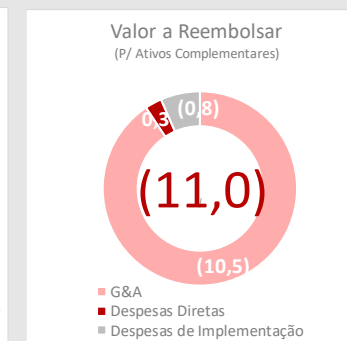 Valor a Reembolsar
(P/ Ativos Complementares)
0,3
(0,8)
(11,0)
(10,5)
G&A
Despesas Diretas
Despesas de Implementação